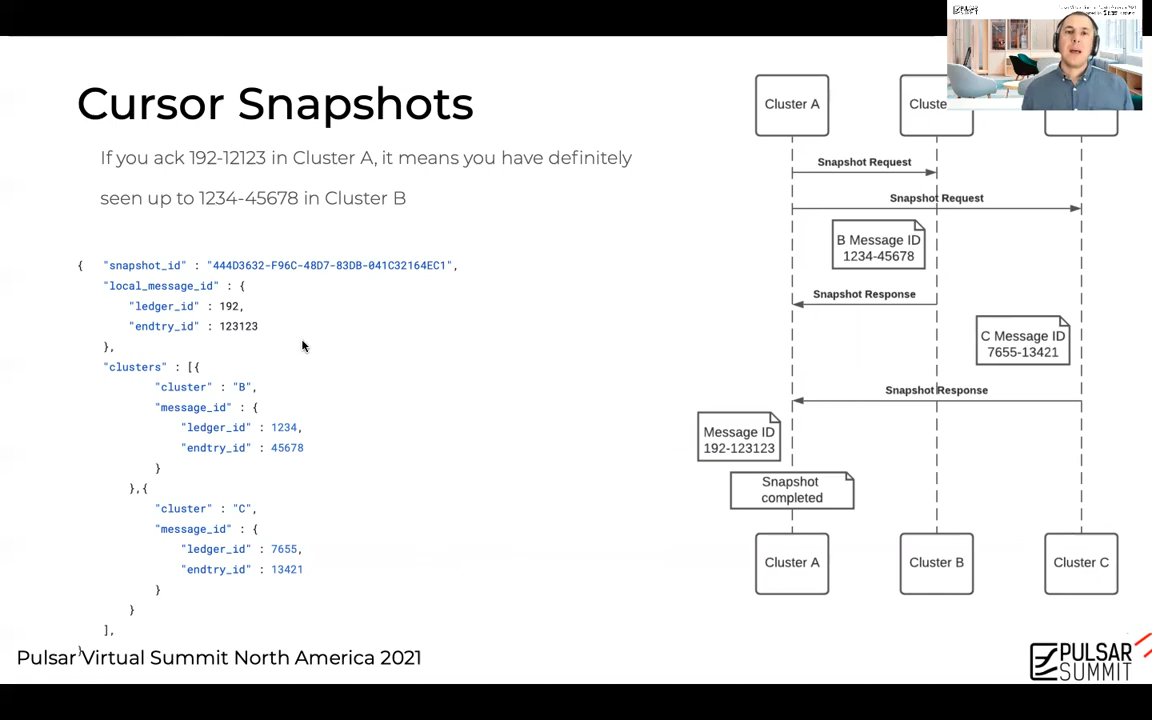 Cursor Snapshots
If you ack 192-12123 in Cluster A, it means you have definitely
seen up to 1234-45678 in Cluster B
{ "snapshot_id" : "444D3632-F96C-48D7-83DB-041C32164EC1",
"local_message_id" : {
"ledger_id" : 192,
"endtry_id" : 123123
},
"clusters" : [{
"cluster" : "B",
"message_id" : {
"ledger_id" : 1234,
"endtry_id" : 45678
}
},{
"cluster" : "C",
"message_id" : {
"ledger_id" : 7655,
"endtry_id" : 13421
}
}
],
}
Cluster A
Cluste
Snapshot Request
Snapshot Request
B Message ID
1234-45678
Snapshot Response
C Message ID
7655-13421
Snapshot Response
Message ID
192-123123
Snapshot
completed
Cluster A
Cluster B
Cluster C
Pulsar Virtual Summit North America 2021
PULSAR
SUMMIT